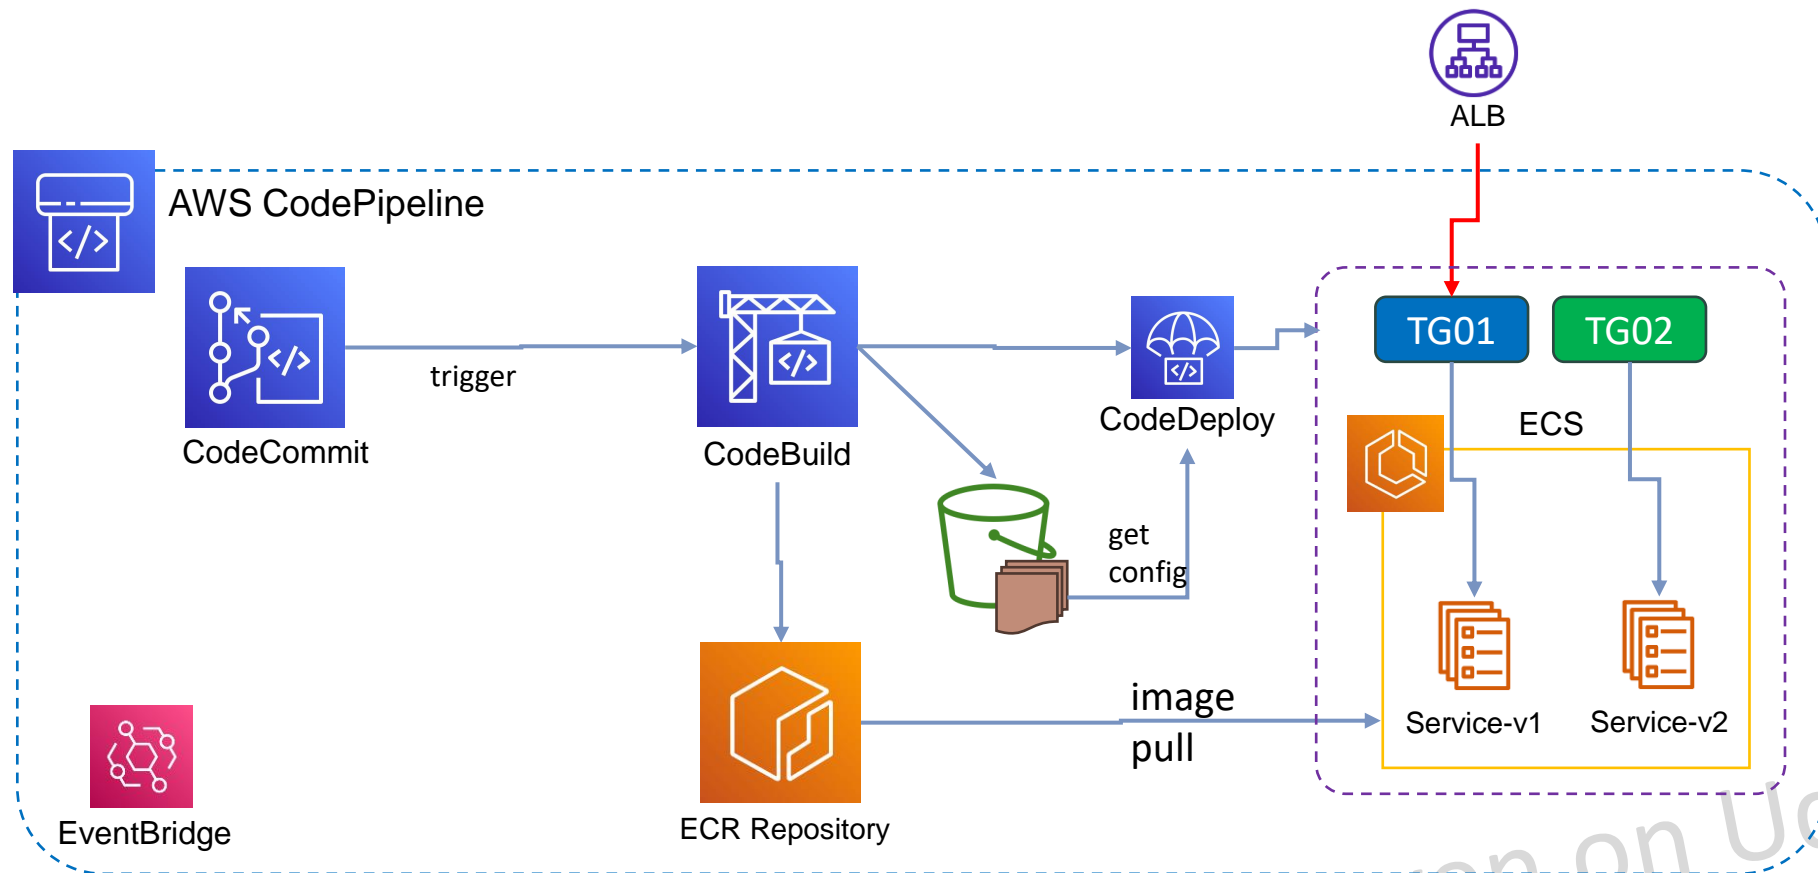 ALB
AWS CodePipeline
TG01
TG02
trigger
CodeCommit
CodeBuild
CodeDeploy
ECS
get
config
image
pull
Service-v1
Service-v2
EventBridge
ECR Repository
on